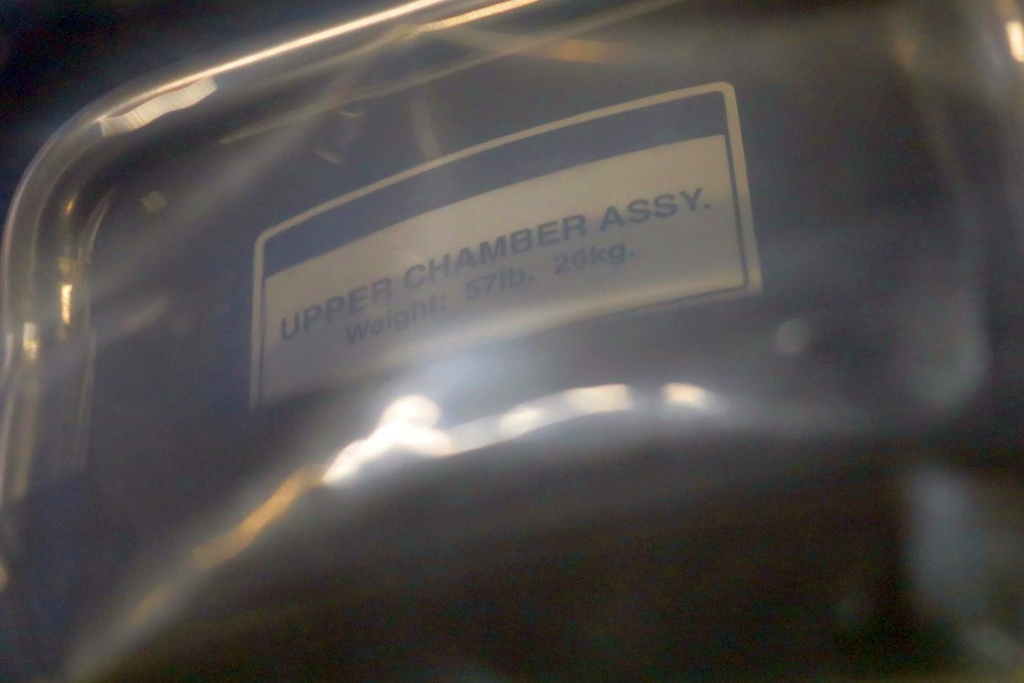 UPPER CHAMBER ASSY.
Weight: 57lb. 26kg.